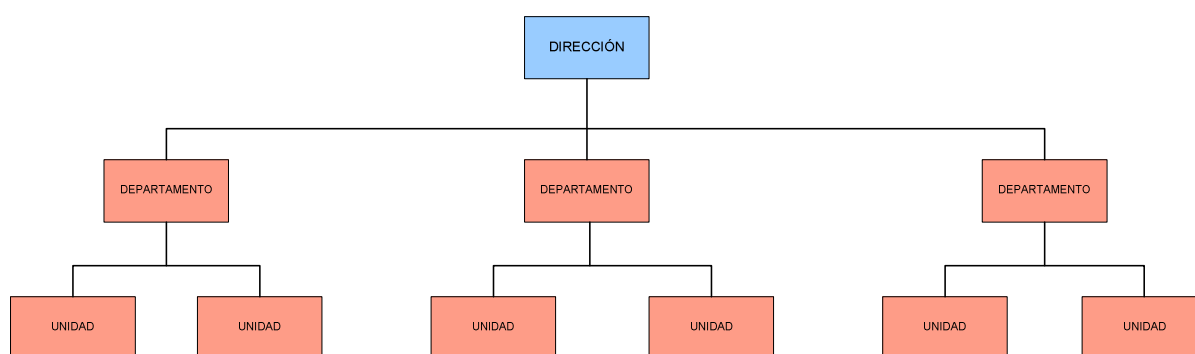 DIRECCIÓN
DEPARTAMENTO
DEPARTAMENTO
DEPARTAMENTO
UNIDAD
UNIDAD
UNIDAD
UNIDAD
UNIDAD
UNIDAD